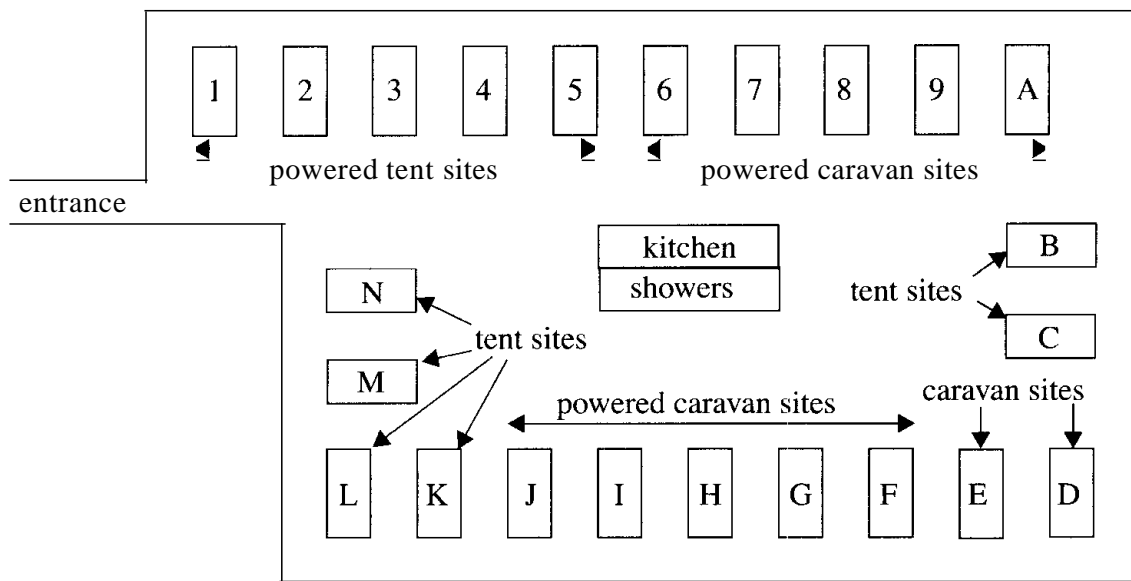 1 2 3 4 5 6 7 8 9 A
powered tent sites powered caravan sites
entrance
kitchen B
showers
N tent sites
tent sites C
M
powered caravan sites caravan sites
L K J I H G F E D